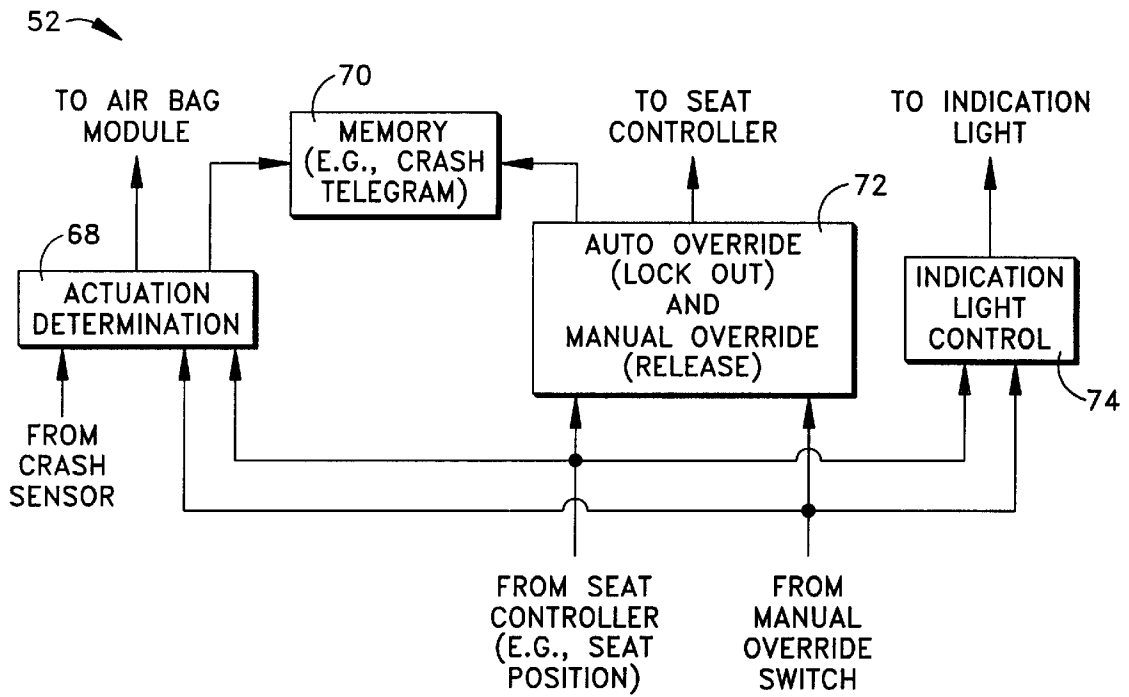 52
70
TO AIR BAG
MODULE
MEMORY
(E.G., CRASH
TELEGRAM)
TO SEAT
CONTROLLER
TO INDICATION
LIGHT
72
68
ACTUATION
DETERMINATION
AUTO OVERRIDE
(LOCK OUT)
AND
MANUAL OVERRIDE
(RELEASE)
INDICATION
LIGHT
CONTROL
74
FROM
CRASH
SENSOR
FROM SEAT
CONTROLLER
(E.G., SEAT
POSITION)
FROM
MANUAL
OVERRIDE
SWITCH